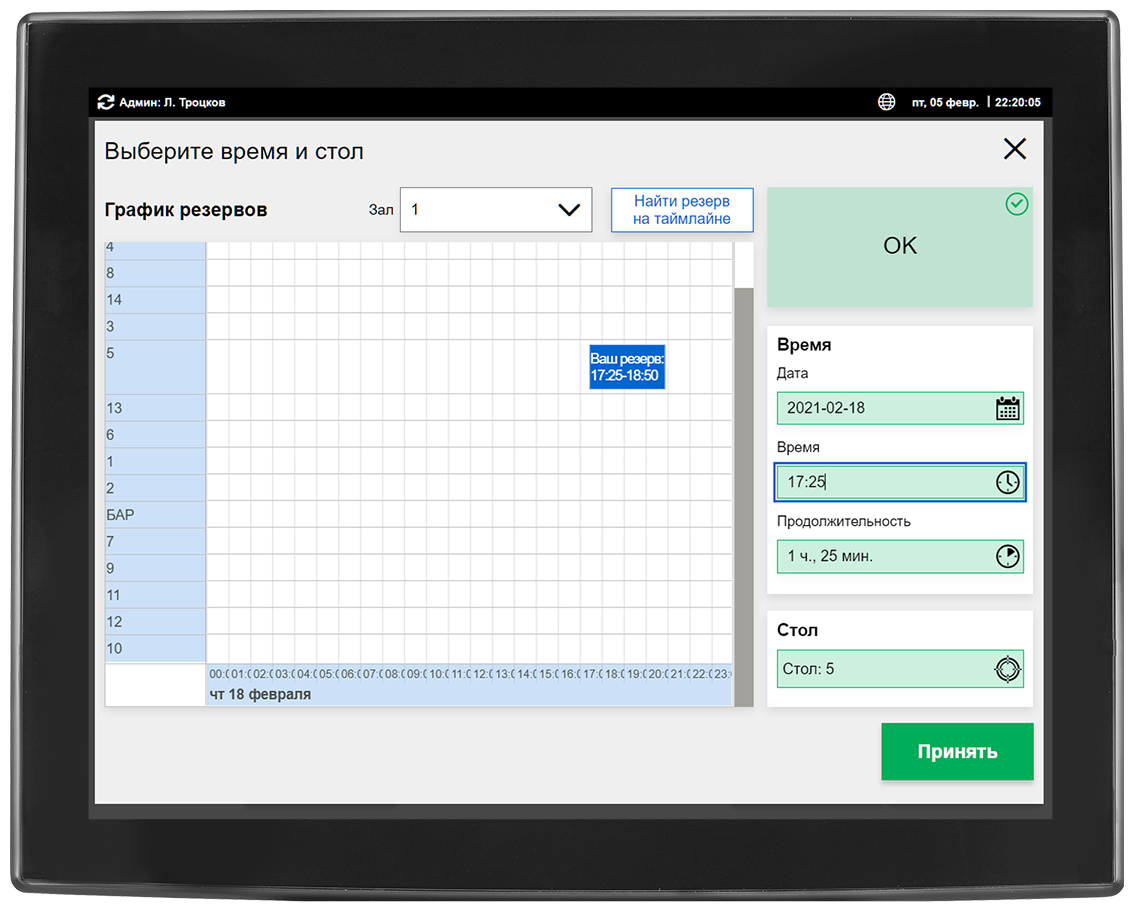 Админ: Л. Троцков
пт, 05 февр. | 22:20:05
Выберите время и стол
График резервов
Зал
1
Найти резерв
на таймлайне
OK
4
8
14
3
5
Ваш резерв:
17:25-18:50
13
6
1
2
БАР
7
9
11
12
10
00:0 01:0 02:0 03:0 04:0 05:0 06:0 07:0 08:0 09:0 10:0 11:0 12:0 13:0 14:0 15:0 16:0 17:0 18:0 19:0 20:0 21:0 22:0 23:0
чт 18 февраля
Время
Дата
2021-02-18
Время
17:25
Продолжительность
1 ч., 25 мин.
Стол
Стол: 5
Принять